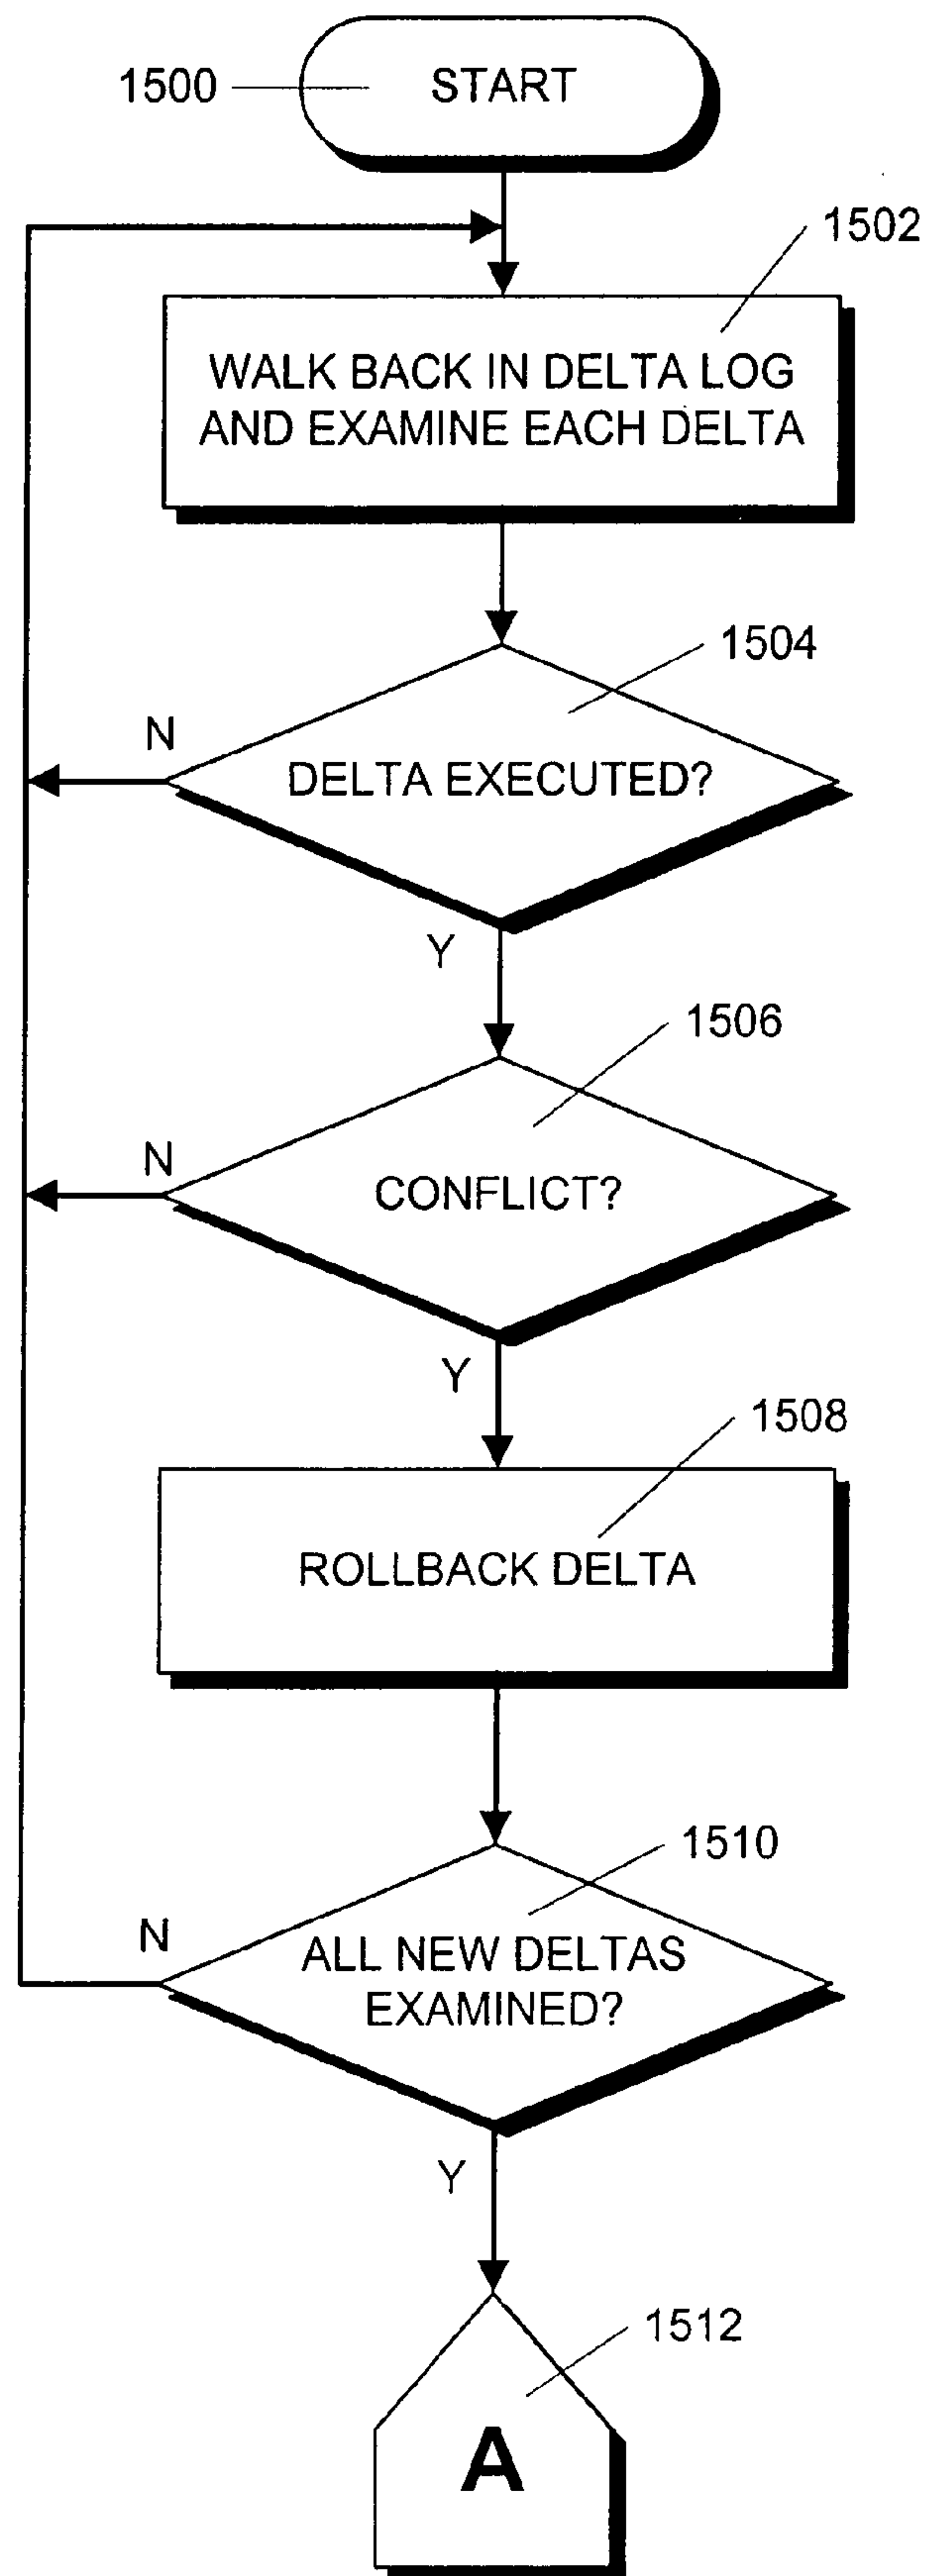 1500
START
1502
WALK BACK IN DELTA LOG
AND EXAMINE EACH DELTA
1504
N
DELTA EXECUTED?
Y
1506
N
CONFLICT?
Y
1508
ROLLBACK DELTA
1510
N
ALL NEW DELTAS
EXAMINED?
Y
1512
A